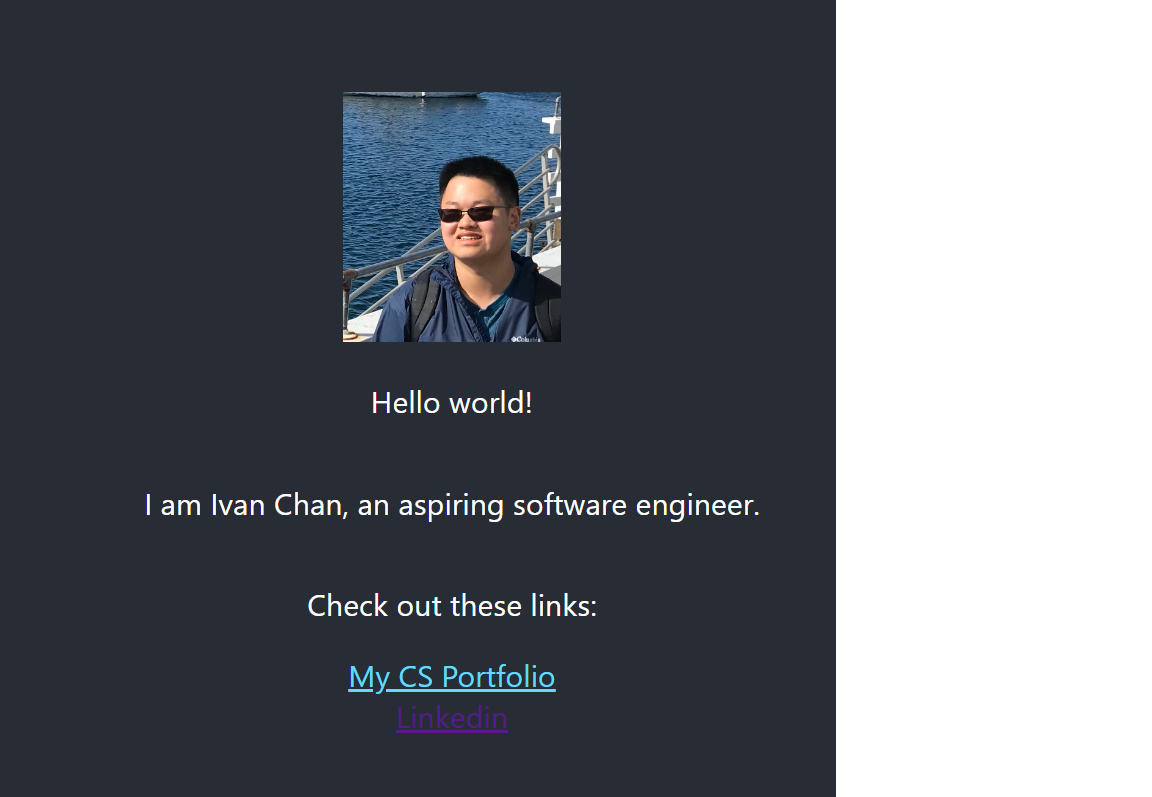 Hello world!
I am Ivan Chan, an aspiring software engineer.
Check out these links:
My CS Portfolio
Linkedin